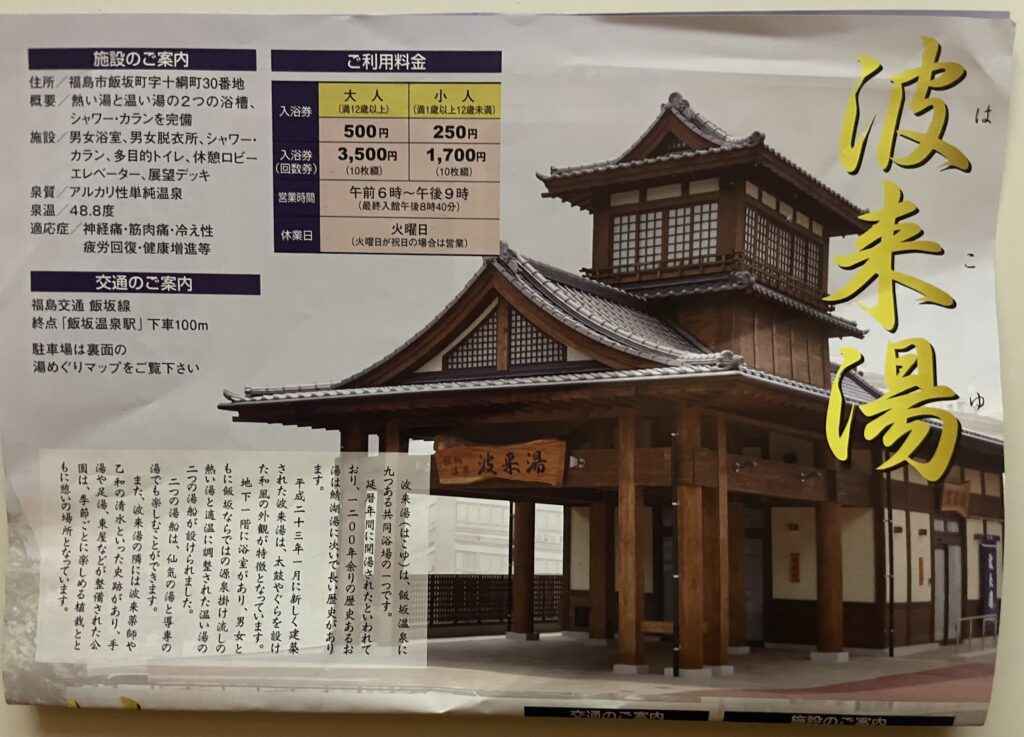 施設のご案内
住所／福島市飯坂町字十綱町30番地
概要／熱い湯と温い湯の2つの浴槽、
シャワー・カランを完備
施設／男女浴室、男女脱衣所、シャワー・
カラン、多目的トイレ、休憩ロビー
エレベーター、展望デッキ
泉質／アルカリ性単純温泉
泉温／48.8度
適応症／神経痛・筋肉痛・冷え性
疲労回復・健康増進等
交通のご案内
福島交通 飯坂線
終点「飯坂温泉駅」下車100m
駐車場は裏面の
湯めぐりマップをご覧下さい
ご利用料金
大人 小人
(満12歳以上) (満1歳以上12歳未満)
入浴券 500円 250円
入浴券(回数券) 3,500円 1,700円
(10枚綴) (10枚綴)
営業時間 午前6時～午後9時
(最終入館午後8時40分)
休業日 火曜日
(火曜日が祝日の場合は営業)
波来湯
はこゆ
飯坂温泉 波来湯
波来湯（はこゆ）は、飯坂温泉に
九つある共同浴場の一つです。
延暦年間に開湯されたといわれて
おり、一二〇〇年余りの歴史あるお
湯は鯖湖湯に次いで長い歴史があり
ます。
平成二十三年一月に新しく建築
された波来湯は、太鼓やぐらを設け
た和風の外観が特徴となっています。
地下一階に浴室があり、男女と
もに飯坂ならではの源泉掛け流しの
熱い湯と適温に調整された温い湯の
二つの湯船が設けられました。
二つの湯船は、仙気の湯と導専の
湯でも楽しむことができます。
また、波来湯の隣には波来薬師や
乙和の清水といった史跡があり、手
湯や足湯、東屋などが整備された公
園は、季節ごとに楽しめる植栽とと
もに憩いの場所となっています。
交通のご案内
施設のご案内